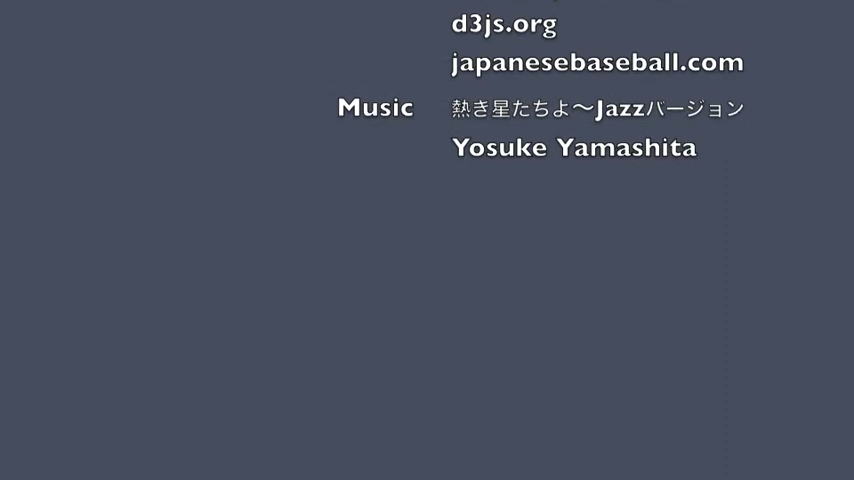 d3js.org
japanesebaseball.com
Music 熱き星たちよ〜Jazzバージョン
Yosuke Yamashita